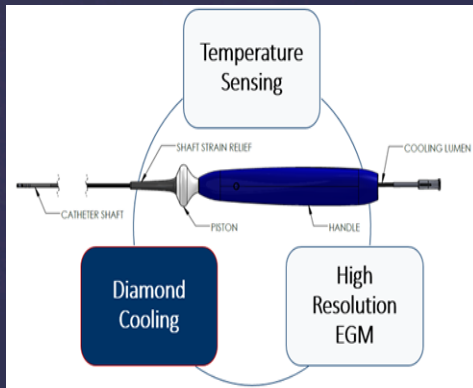 Temperature
Sensing
SHAFT STRAIN RELIEF
COOLING LUMEN
CATHETER SHAFT
PISTON
HANDLE
Diamond
Cooling
High
Resolution
EGM